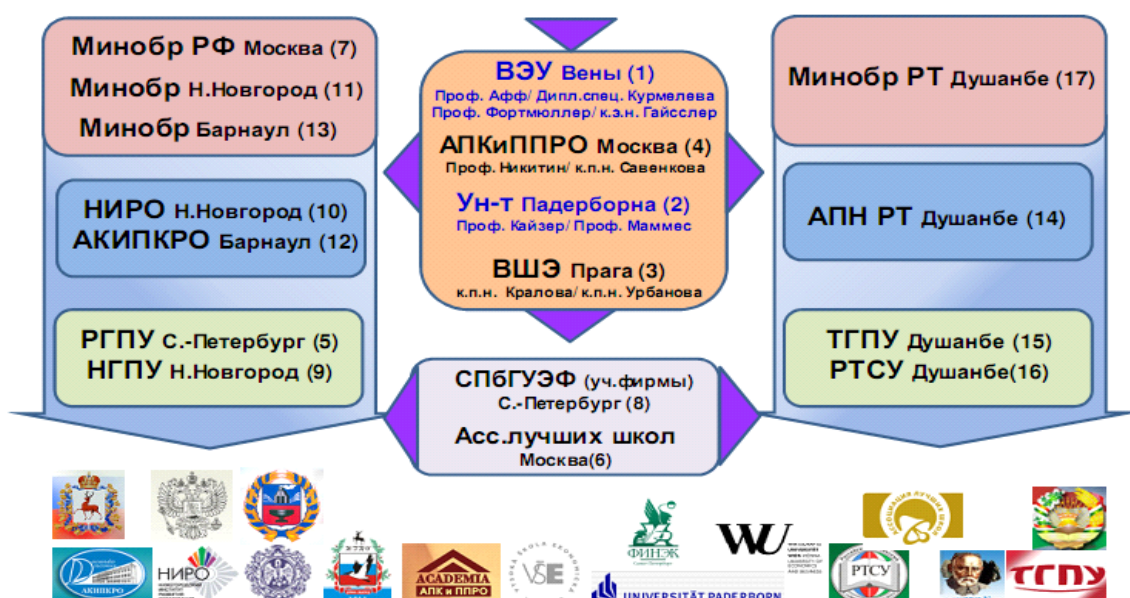 Минобр РФ Москва (7)
Минобр Н.Новгород (11)
Минобр Барнаул (13)
НИРО Н.Новгород (10)
АКИПКРО Барнаул (12)
РГПУ С.-Петербург (5)
НГПУ Н.Новгород (9)
ВЭУ Вены (1)
Проф. Афф/ Дипл.спец. Курмелева
Проф. Фортмюллер/ к.э.н. Гайсслер
АПКиППРО Москва (4)
Проф. Никитин/ к.п.н. Савенкова
Ун-т Падерборна (2)
Проф. Кайзер/ Проф. Маммес
ВШЭ Прага (3)
к.п.н. Кралова/ к.п.н. Урбанова
СПбГУЭФ (уч.фирмы)
С.-Петербург (8)
Асс.лучших школ
Москва(6)
Минобр РТ Душанбе (17)
АПН РТ Душанбе (14)
ТГПУ Душанбе (15)
РТСУ Душанбе(16)
АКИПКРО
НИРО
ACADEMIA
АПК и ППРО
VŠE
ФИНЭК
WU
UNIVERSITÄT PADERBORN
РТСУ
ТГПУ